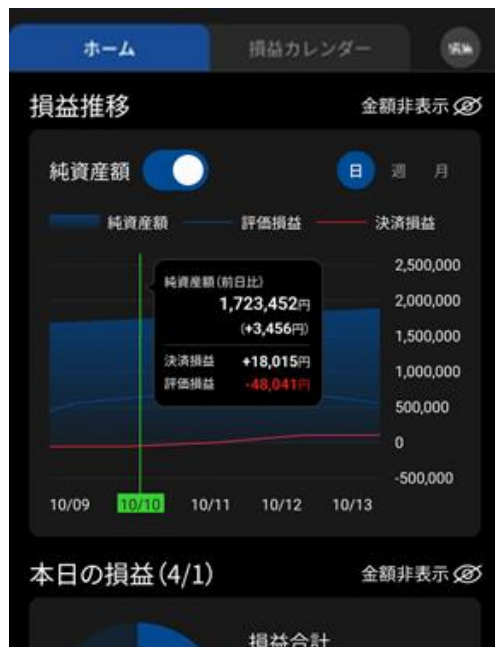 ホーム 損益カレンダー
損益推移 金額非表示
純資産額 日 週 月
純資産額 評価損益 決済損益
2,500,000
2,000,000
1,500,000
1,000,000
500,000
0
-500,000
純資産額(前日比)
1,723,452円
(+3,456円)
決済損益 +18,015円
評価損益 -48,041円
10/09 10/10 10/11 10/12 10/13
本日の損益(4/1) 金額非表示
損益合計